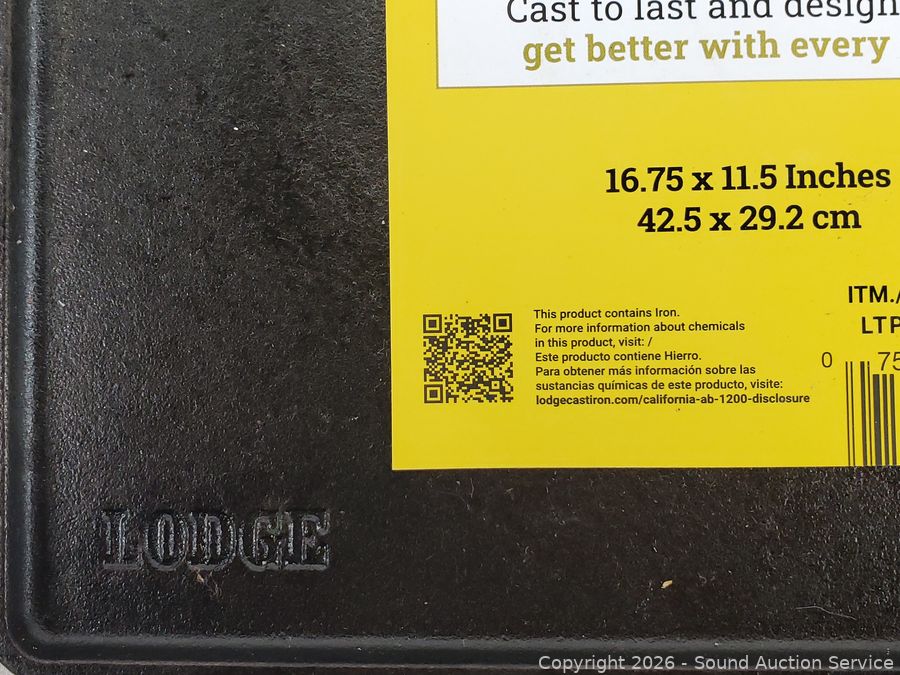 Cast to last and design
get better with every
16.75 x 11.5 Inches
42.5 x 29.2 cm
ITM./
LTP
This product contains Iron.
For more information about chemicals
in this product, visit: /
Este producto contiene Hierro.
Para obtener más información sobre las
sustancias químicas de este producto, visite:
lodgecastiron.com/california-ab-1200-disclosure
0 75
LODGE
Copyright 2026 - Sound Auction Service